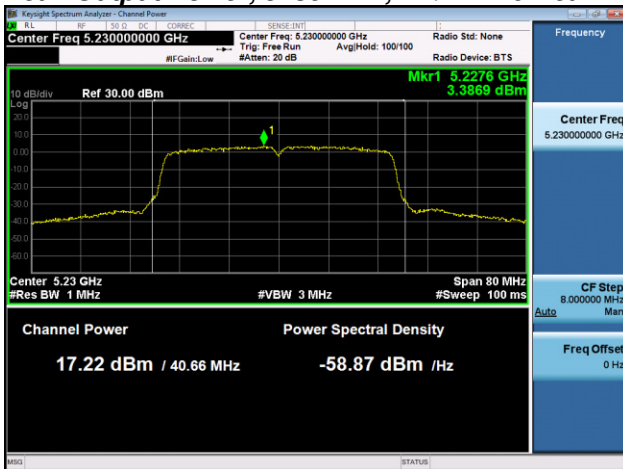 Keysight Spectrum Analyzer - Channel Power
RL RF 50 Ω DC CORREC SENSE:INT
Center Freq 5.230000000 GHz
Center Freq: 5.230000000 GHz
Radio Std: None
Trig: Free Run Avg|Hold: 100/100
#IFGain:Low
#Atten: 20 dB
Radio Device: BTS
Frequency
Mkr1 5.2276 GHz
3.3869 dBm
10 dB/div Ref 30.00 dBm
Log
20.0
10.0
0.00
-10.0
-20.0
-30.0
-40.0
-50.0
-60.0
1
Center 5.23 GHz
Span 80 MHz
#Res BW 1 MHz
#VBW 3 MHz
#Sweep 100 ms
Channel Power
Power Spectral Density
17.22 dBm / 40.66 MHz
-58.87 dBm /Hz
Center Freq
5.230000000 GHz
CF Step
8.000000 MHz
Auto Man
Freq Offset
0 Hz
MSG
STATUS